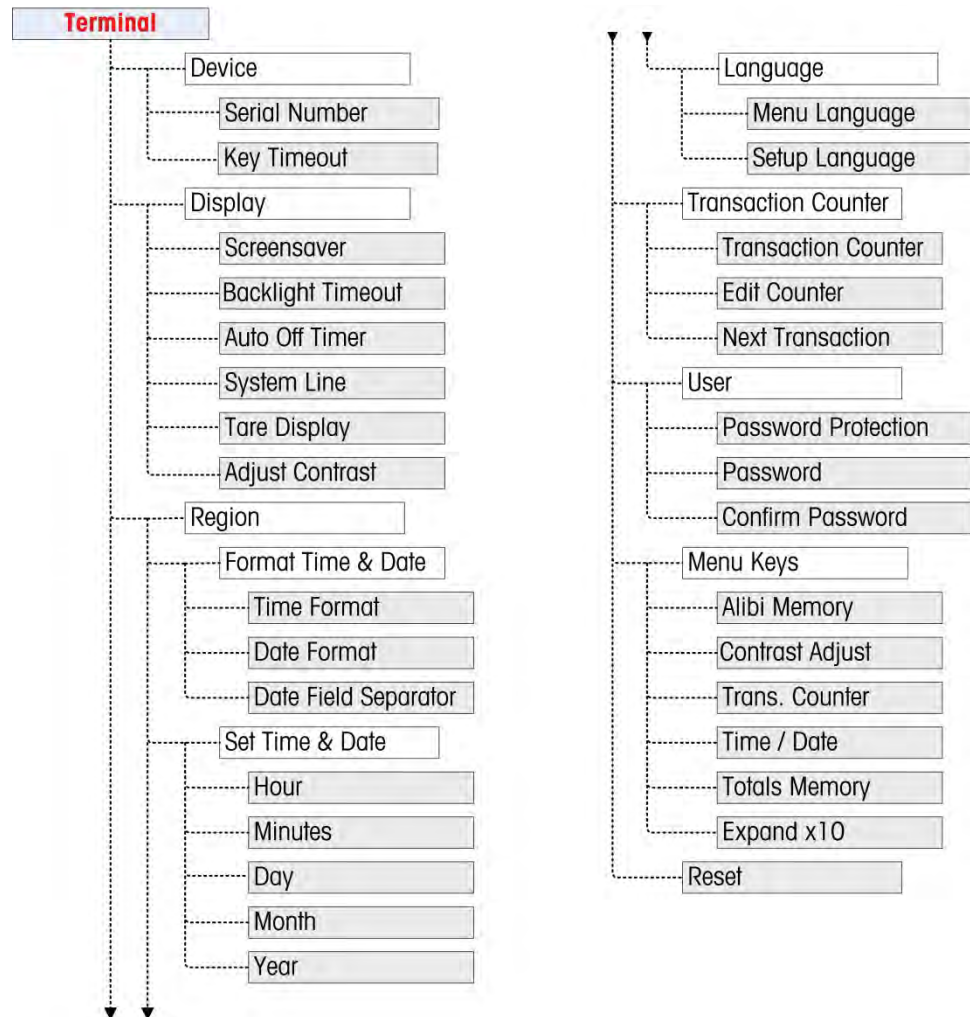 Terminal
Device
Serial Number
Key Timeout
Display
Screensaver
Backlight Timeout
Auto Off Timer
System Line
Tare Display
Adjust Contrast
Region
Format Time & Date
Time Format
Date Format
Date Field Separator
Set Time & Date
Hour
Minutes
Day
Month
Year
Language
Menu Language
Setup Language
Transaction Counter
Transaction Counter
Edit Counter
Next Transaction
User
Password Protection
Password
Confirm Password
Menu Keys
Alibi Memory
Contrast Adjust
Trans. Counter
Time / Date
Totals Memory
Expand x10
Reset